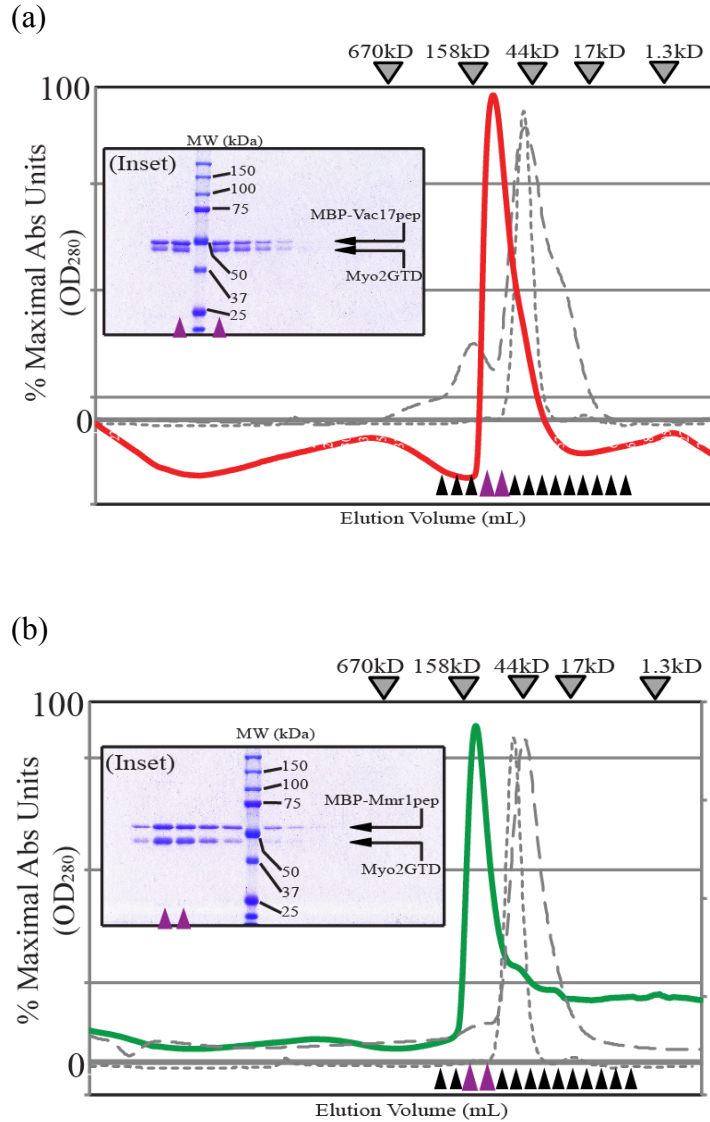 (a)
670kD 158kD 44kD 17kD 1.3kD
100
MW (kDa)
(Inset)
150
100
75
MBP-Vac17pep
Myo2GTD
50
37
25
% Maximal Abs Units
(OD280)
0
Elution Volume (mL)
(b)
670kD 158kD 44kD 17kD 1.3kD
100
MW (kDa)
(Inset)
150
100
75
MBP-Mmr1pep
Myo2GTD
50
37
25
% Maximal Abs Units
(OD280)
0
Elution Volume (mL)